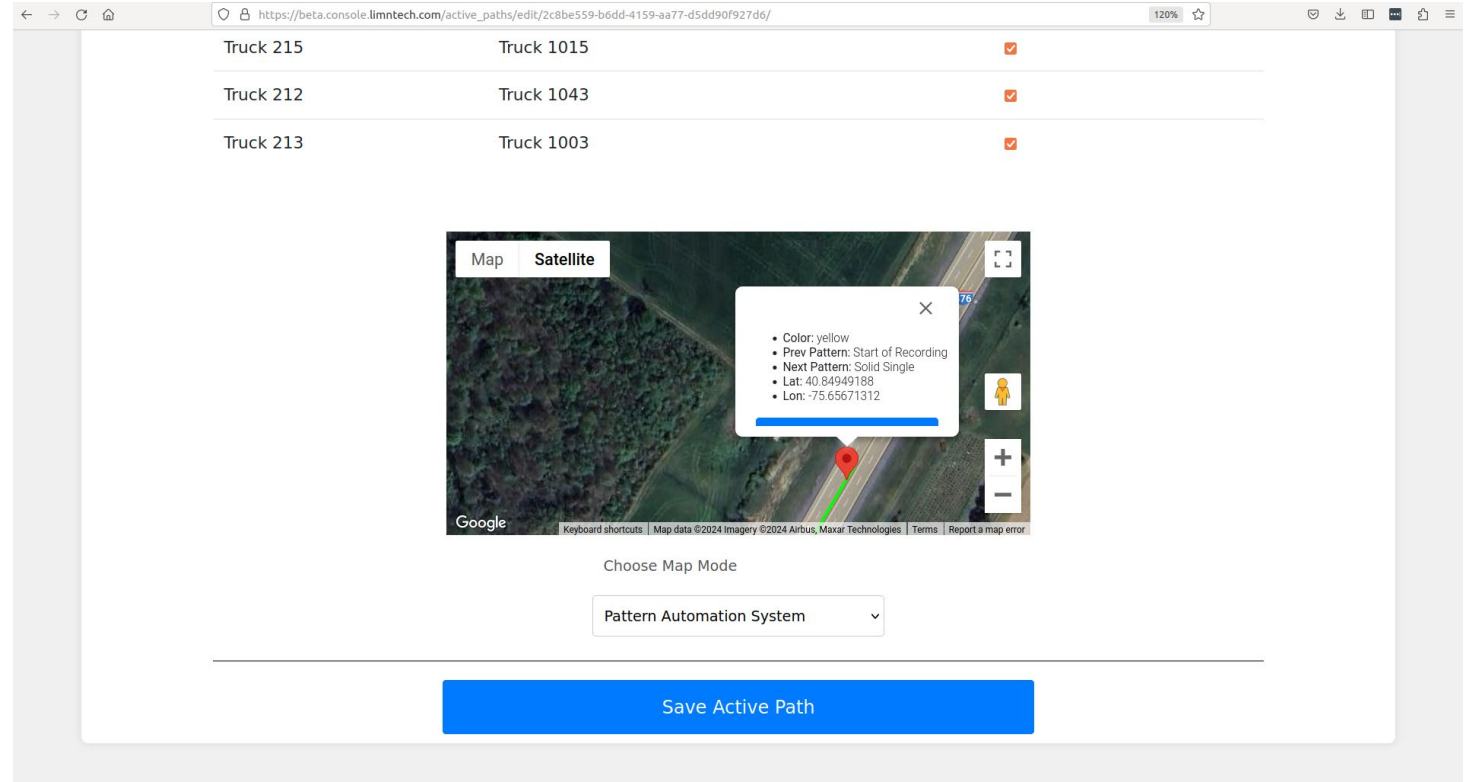 https://beta.console.limntech.com/active_paths/edit/2c8be559-b6dd-4159-aa77-d5dd90f927d6/ 120%
Truck 215 Truck 1015
Truck 212 Truck 1043
Truck 213 Truck 1003
Map Satellite
76
Color: yellow
Prev Pattern: Start of Recording
Next Pattern: Solid Single
Lat: 40.84949188
Lon: -75.65671312
Google
Keyboard shortcuts Map data ©2024 Imagery ©2024 Airbus, Maxar Technologies Terms Report a map error
Choose Map Mode
Pattern Automation System
Save Active Path